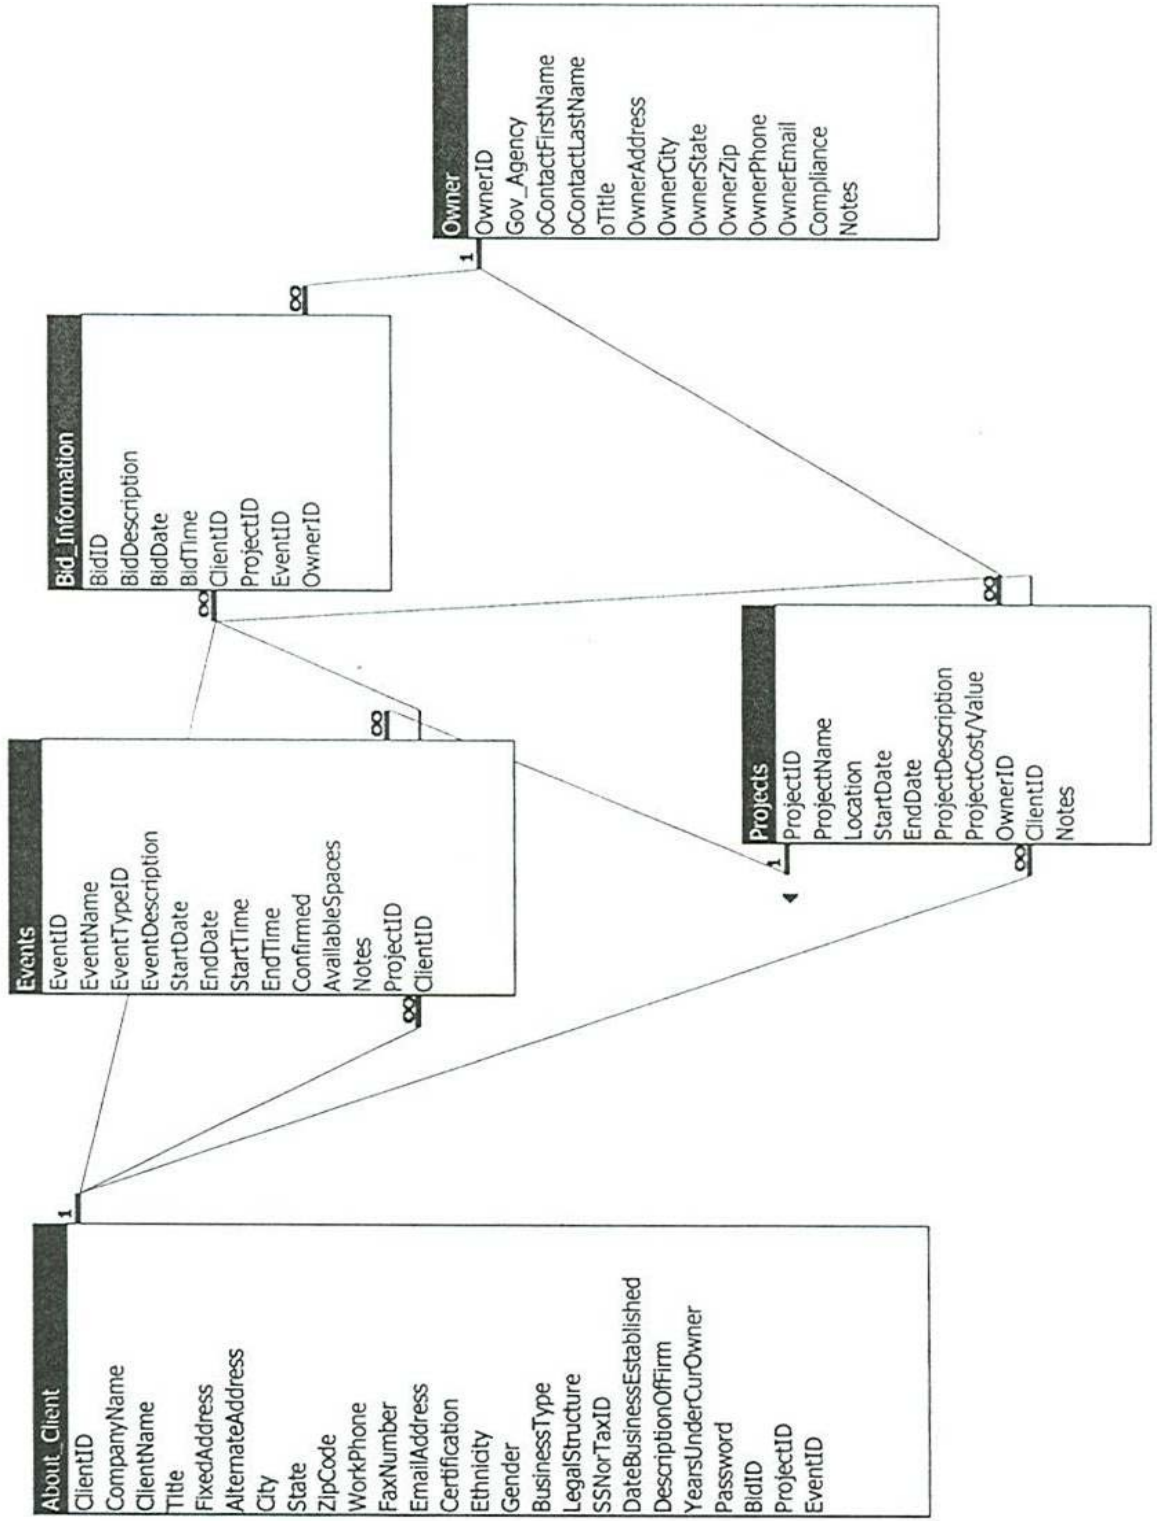 About_Client
ClientID
CompanyName
ClientName
Title
FixedAddress
AlternateAddress
City
State
ZipCode
WorkPhone
FaxNumber
EmailAddress
Certification
Ethnicity
Gender
BusinessType
LegalStructure
SSNorTaxID
DateBusinessEstablished
DescriptionOfFirm
YearsUnderCurOwner
Password
BidID
ProjectID
EventID
1
Events
EventID
EventName
EventTypeID
EventDescription
StartDate
EndDate
StartTime
EndTime
Confirmed
AvailableSpaces
Notes
ProjectID
ClientID
∞
∞
Projects
ProjectID
ProjectName
Location
StartDate
EndDate
ProjectDescription
ProjectCost/Value
OwnerID
ClientID
Notes
1
∞
∞
Bid_Information
BidID
BidDescription
BidDate
BidTime
ClientID
ProjectID
EventID
OwnerID
∞
∞
Owner
OwnerID
Gov_Agency
oContactFirstName
oContactLastName
oTitle
OwnerAddress
OwnerCity
OwnerState
OwnerZip
OwnerPhone
OwnerEmail
Compliance
Notes
1